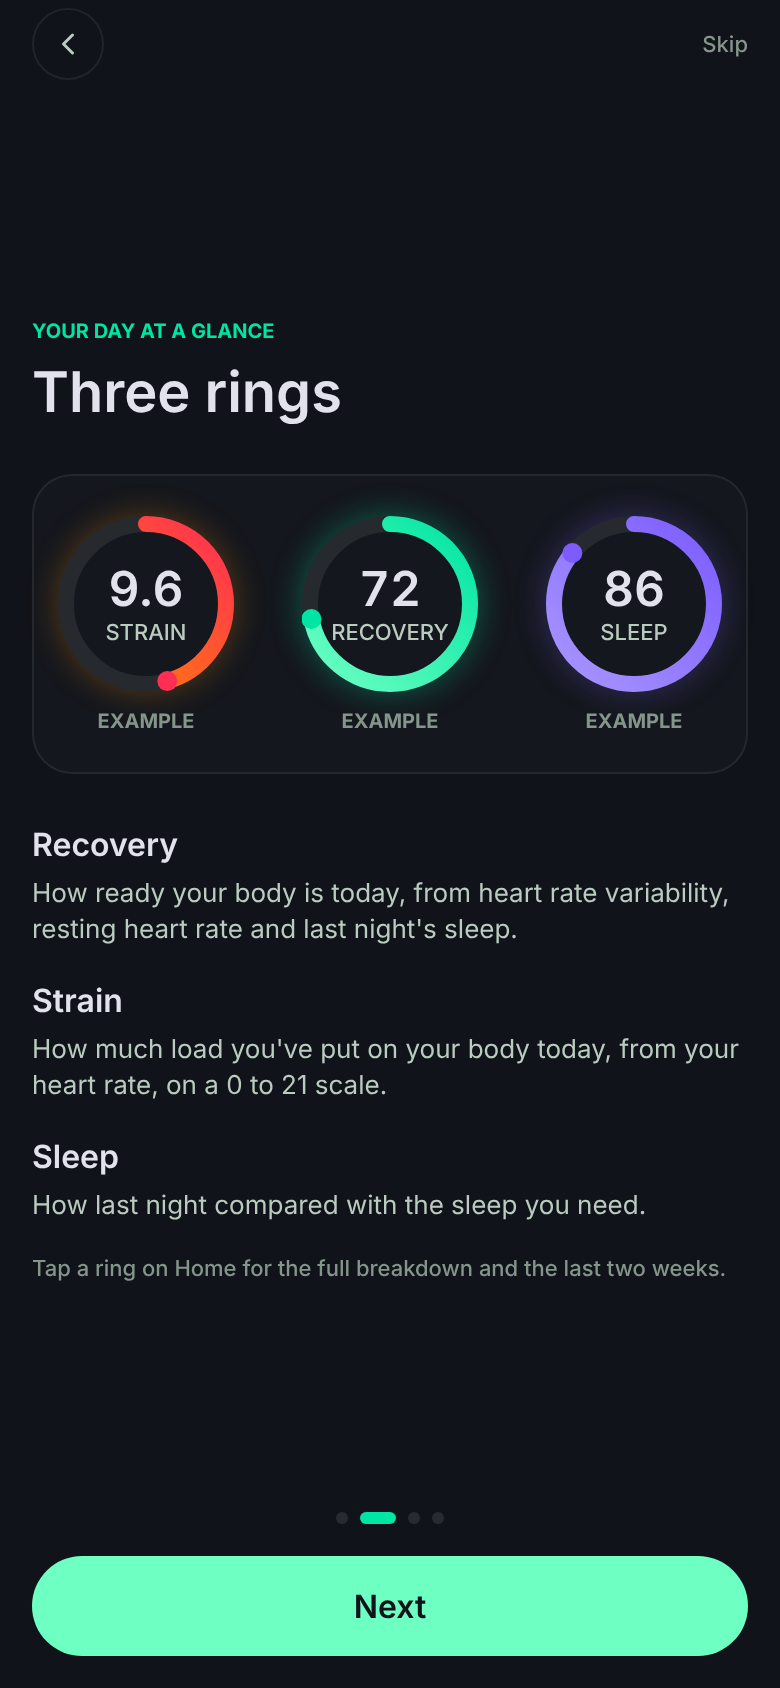 Skip
YOUR DAY AT A GLANCE
Three rings
9.6
STRAIN
EXAMPLE
72
RECOVERY
EXAMPLE
86
SLEEP
EXAMPLE
Recovery
How ready your body is today, from heart rate variability,
resting heart rate and last night's sleep.
Strain
How much load you've put on your body today, from your
heart rate, on a 0 to 21 scale.
Sleep
How last night compared with the sleep you need.
Tap a ring on Home for the full breakdown and the last two weeks.
Next